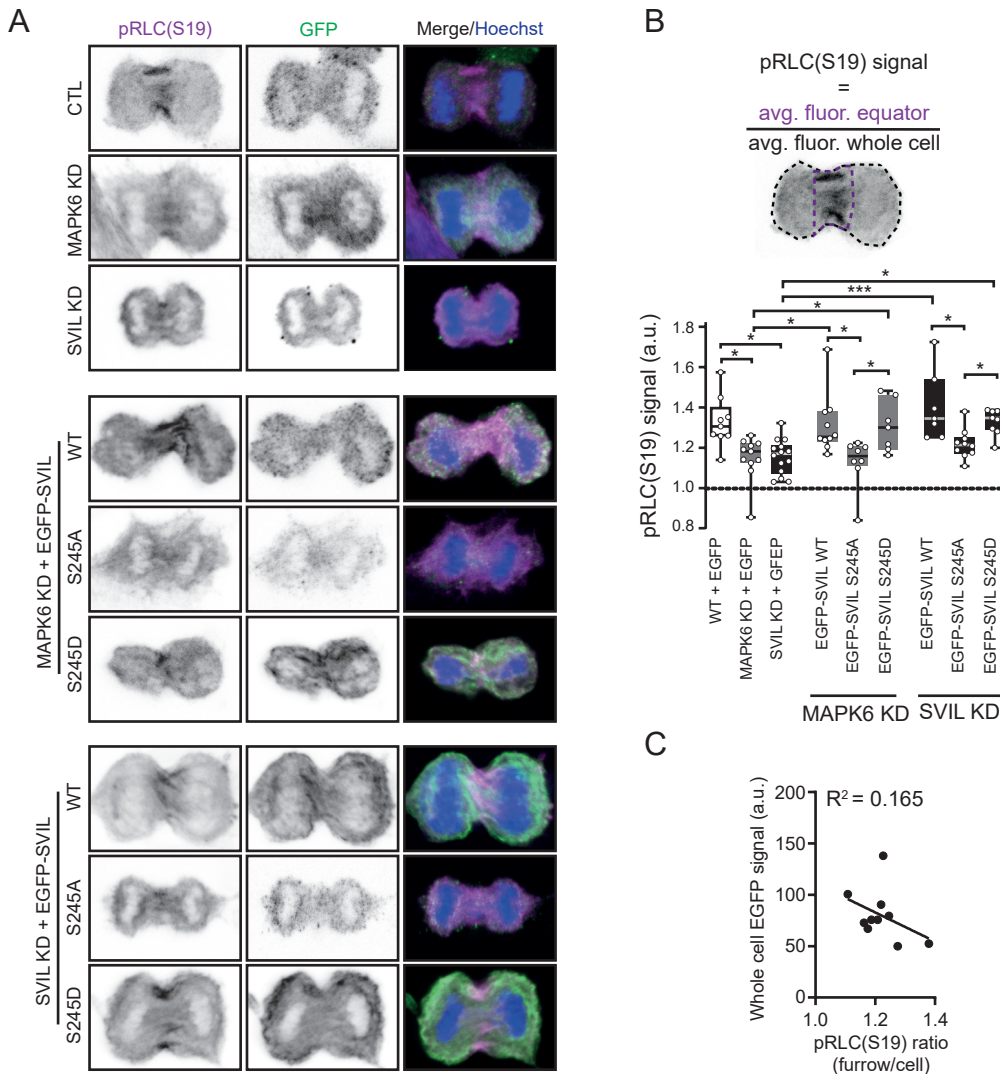 A
pRLC(S19)
GFP
Merge/Hoechst
CTL
MAPK6 KD
SVIL KD
MAPK6 KD + EGFP-SVIL
WT
S245A
S245D
SVIL KD + EGFP-SVIL
WT
S245A
S245D
B
pRLC(S19) signal
=
avg. fluor. equator
avg. fluor. whole cell
pRLC(S19) signal (a.u.)
1.8
1.6
1.4
1.2
1.0
0.8
*
*
*
*
*
*
***
*
*
*
WT + EGFP
MAPK6 KD + EGFP
SVIL KD + GFEP
EGFP-SVIL WT
EGFP-SVIL S245A
EGFP-SVIL S245D
EGFP-SVIL WT
EGFP-SVIL S245A
EGFP-SVIL S245D
MAPK6 KD
SVIL KD
C
R² = 0.165
Whole cell EGFP signal (a.u.)
200
150
100
50
0
1.0
1.2
1.4
pRLC(S19) ratio
(furrow/cell)